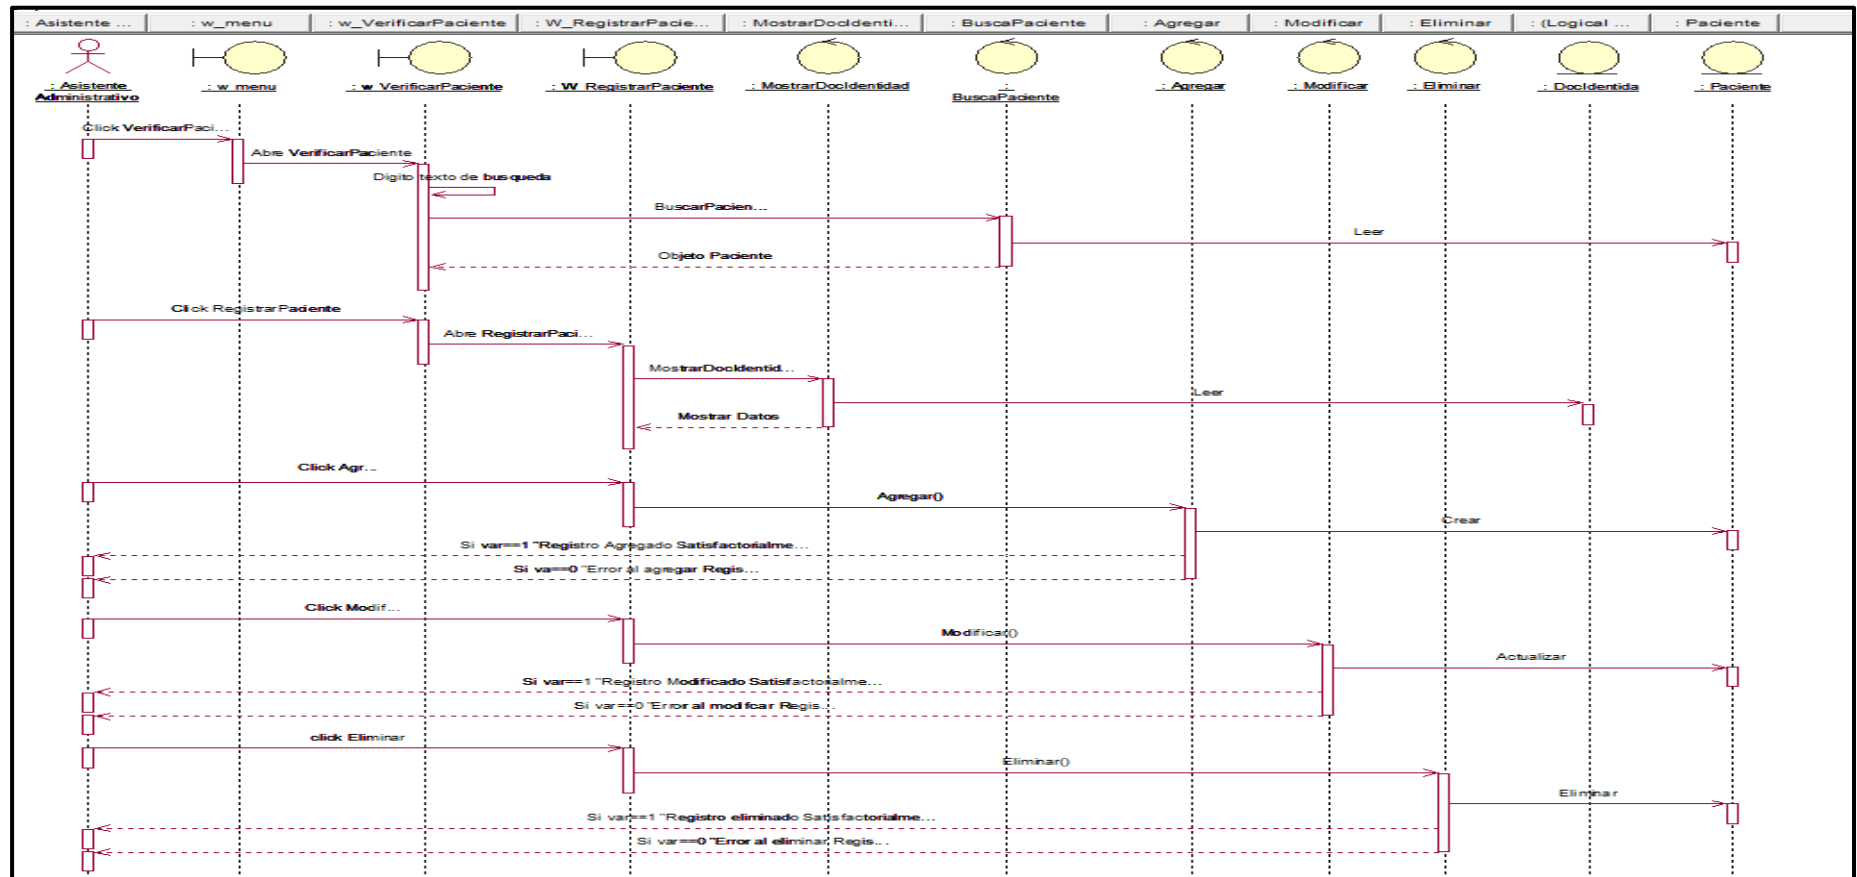 : Asistente ...
: w_menu
: w_VerificarPaciente
: W_RegistrarPacie...
: MostrarDocIdenti...
: BuscaPaciente
: Agregar
: Modificar
: Eliminar
: (Logical ...
: Paciente
: Asistente
Administrativo
: w_menu
: w_VerificarPaciente
: W_RegistrarPaciente
: MostrarDocIdentidad
:
BuscaPaciente
: Agregar
: Modificar
: Eliminar
: DocIdentida
: Paciente
Click VerificarPaci...
Abre VerificarPaciente
Digito texto de busqueda
BuscarPacien...
Leer
Objeto Paciente
Click RegistrarPaciente
Abre RegistrarPaci...
MostrarDocIdentid...
Leer
Mostrar Datos
Click Agr...
Agregar()
Crear
Si var==1 "Registro Agregado Satisfactorialme...
Si va==0 "Error al agregar Regis...
Click Modif...
Modificar()
Actualizar
Si var==1 "Registro Modificado Satisfactorialme...
Si var==0 "Error al modifcar Regis...
click Eliminar
Eliminar()
Eliminar
Si var==1 "Registro eliminado Satisfactorialme...
Si var==0 "Error al eliminar Regis...